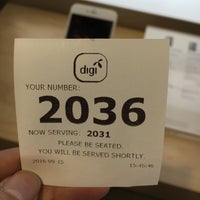 digi
YOUR NUMBER:
2036
NOW SERVING: 2031
PLEASE BE SEATED.
YOU WILL BE SERVED SHORTLY.
2016-09-15 15:45:46